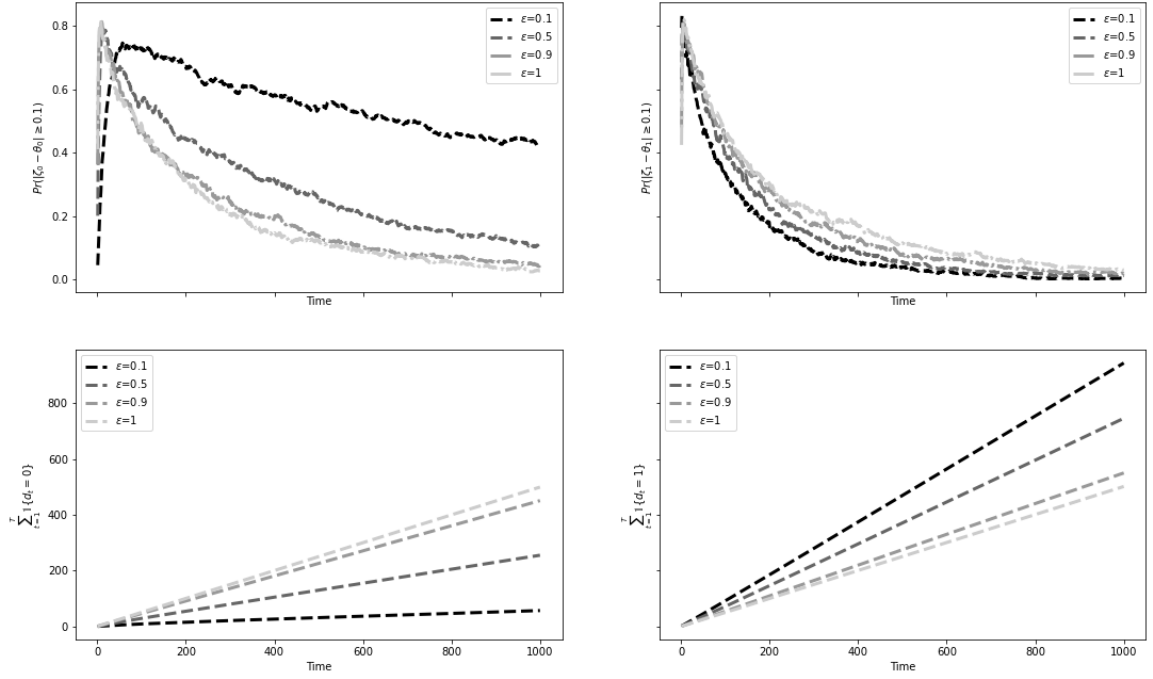 0.8
0.6
0.4
0.2
0.0
Pr(|ζ₀ − θ₀| ≥ 0.1)
ε=0.1
ε=0.5
ε=0.9
ε=1
Time
Pr(|ζ₁ − θ₁| ≥ 0.1)
ε=0.1
ε=0.5
ε=0.9
ε=1
Time
800
600
400
200
0
∑ᵀₜ₌₁ 1{dₜ = 0}
ε=0.1
ε=0.5
ε=0.9
ε=1
0 200 400 600 800 1000
Time
∑ᵀₜ₌₁ 1{dₜ = 1}
ε=0.1
ε=0.5
ε=0.9
ε=1
0 200 400 600 800 1000
Time